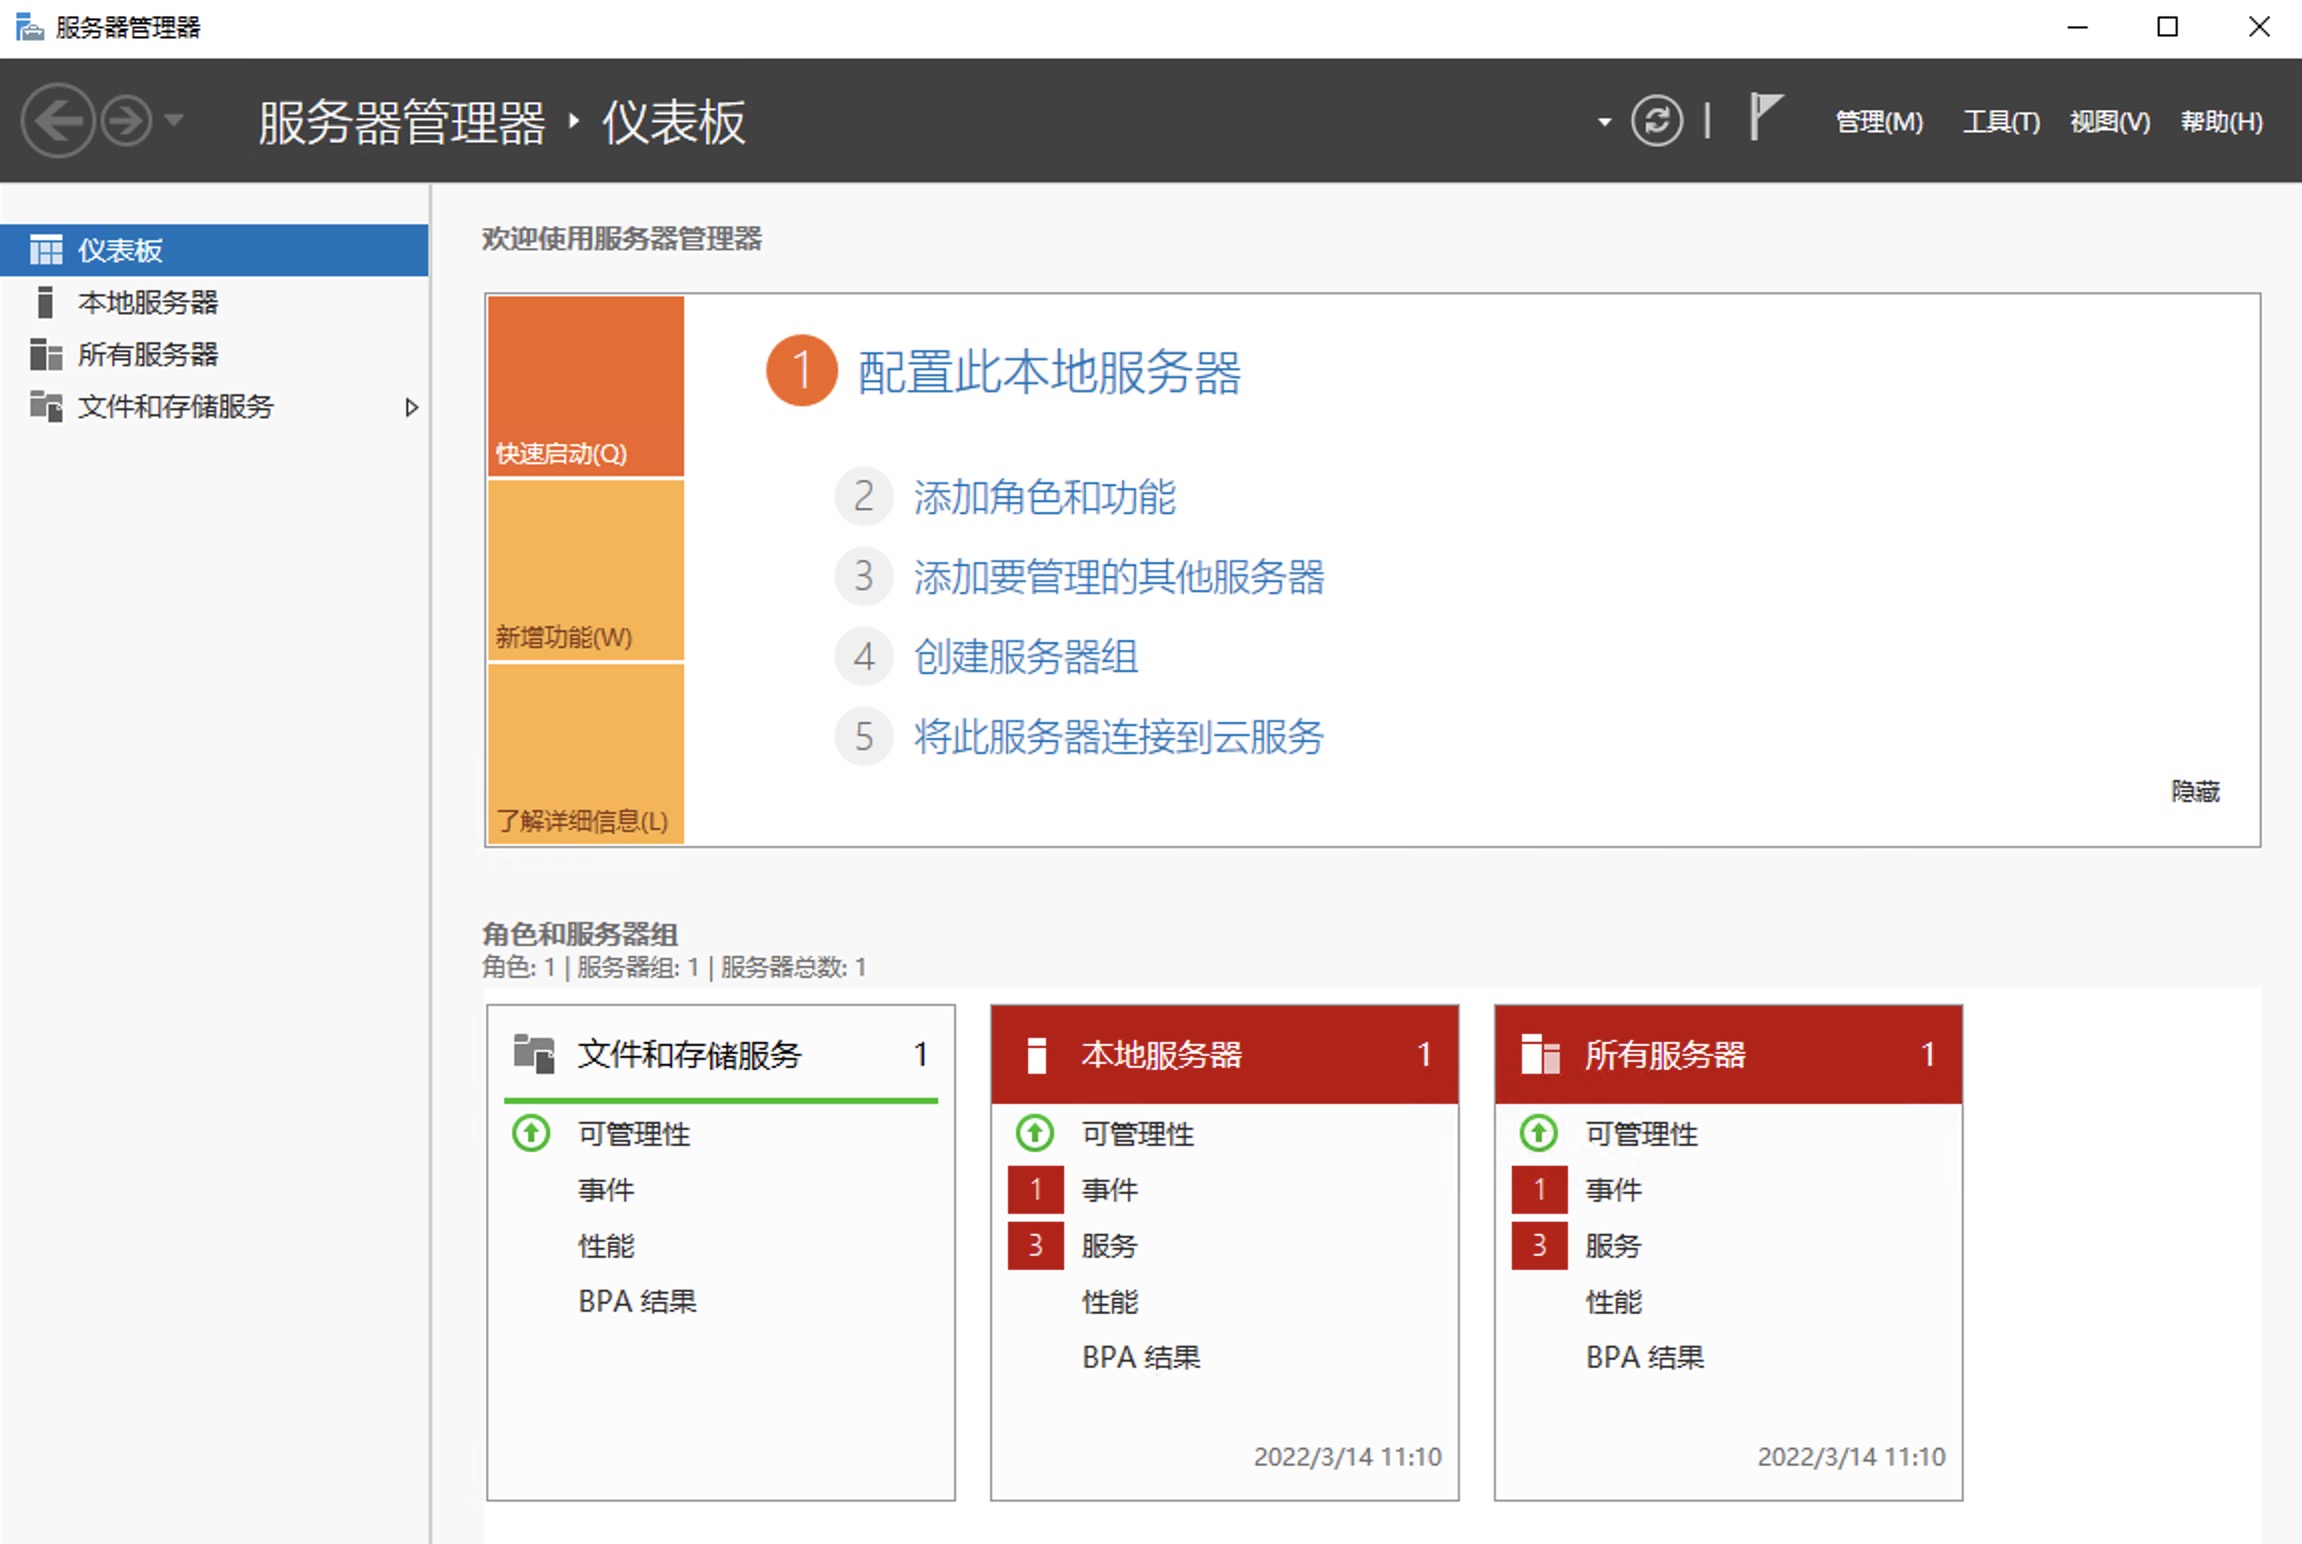 服务器管理器
服务器管理器 仪表板
管理(M) 工具(T) 视图(V) 帮助(H)
仪表板
本地服务器
所有服务器
文件和存储服务
欢迎使用服务器管理器
快速启动(Q)
新增功能(W)
了解详细信息(L)
1 配置此本地服务器
2 添加角色和功能
3 添加要管理的其他服务器
4 创建服务器组
5 将此服务器连接到云服务
隐藏
角色和服务器组
角色: 1 | 服务器组: 1 | 服务器总数: 1
文件和存储服务 1
可管理性
事件
性能
BPA 结果
本地服务器 1
可管理性
1 事件
3 服务
性能
BPA 结果
2022/3/14 11:10
所有服务器 1
可管理性
1 事件
3 服务
性能
BPA 结果
2022/3/14 11:10